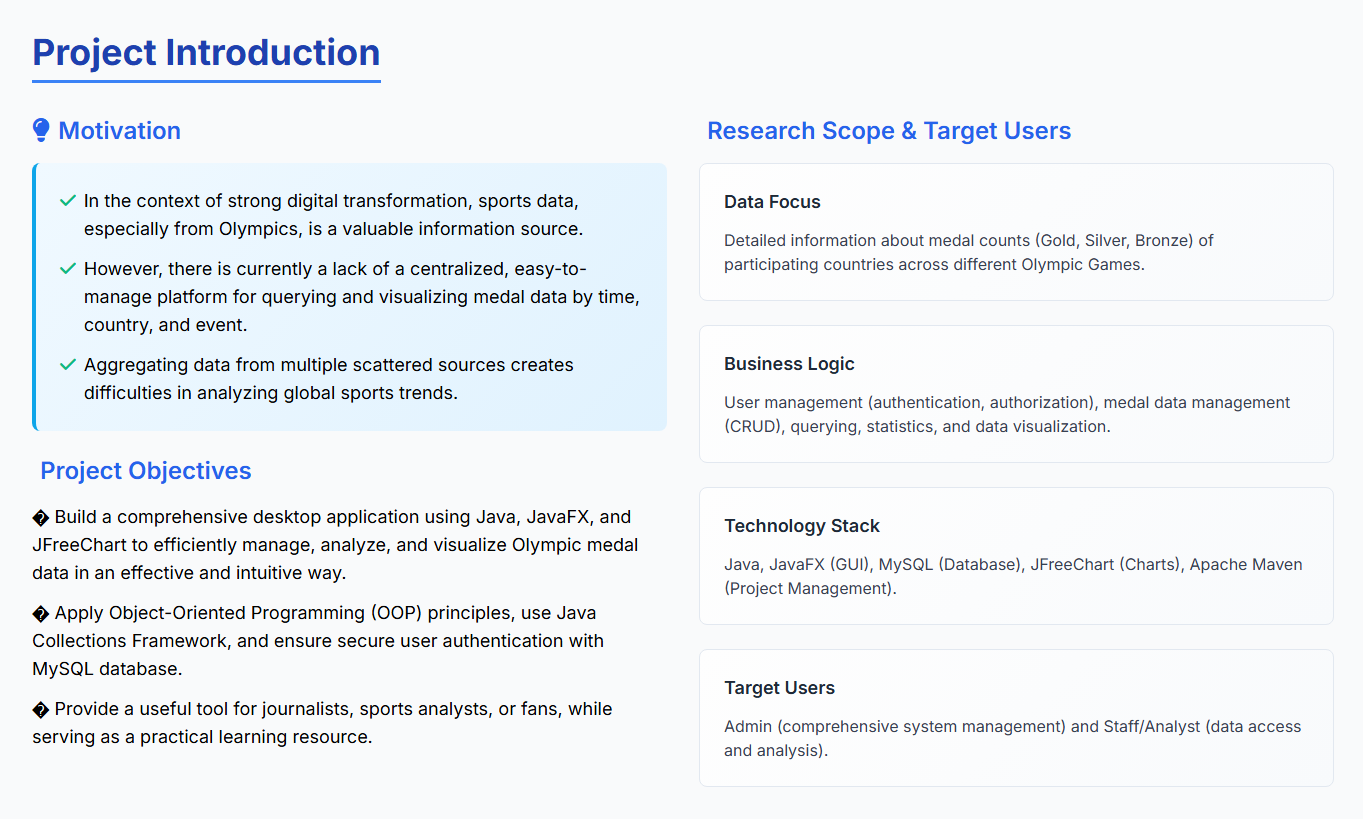 Project Introduction
Motivation
In the context of strong digital transformation, sports data,
especially from Olympics, is a valuable information source.
However, there is currently a lack of a centralized, easy-to-
manage platform for querying and visualizing medal data by time,
country, and event.
Aggregating data from multiple scattered sources creates
difficulties in analyzing global sports trends.
Project Objectives
� Build a comprehensive desktop application using Java, JavaFX, and
JFreeChart to efficiently manage, analyze, and visualize Olympic medal
data in an effective and intuitive way.
� Apply Object-Oriented Programming (OOP) principles, use Java
Collections Framework, and ensure secure user authentication with
MySQL database.
� Provide a useful tool for journalists, sports analysts, or fans, while
serving as a practical learning resource.
Research Scope & Target Users
Data Focus
Detailed information about medal counts (Gold, Silver, Bronze) of
participating countries across different Olympic Games.
Business Logic
User management (authentication, authorization), medal data management
(CRUD), querying, statistics, and data visualization.
Technology Stack
Java, JavaFX (GUI), MySQL (Database), JFreeChart (Charts), Apache Maven
(Project Management).
Target Users
Admin (comprehensive system management) and Staff/Analyst (data access
and analysis).